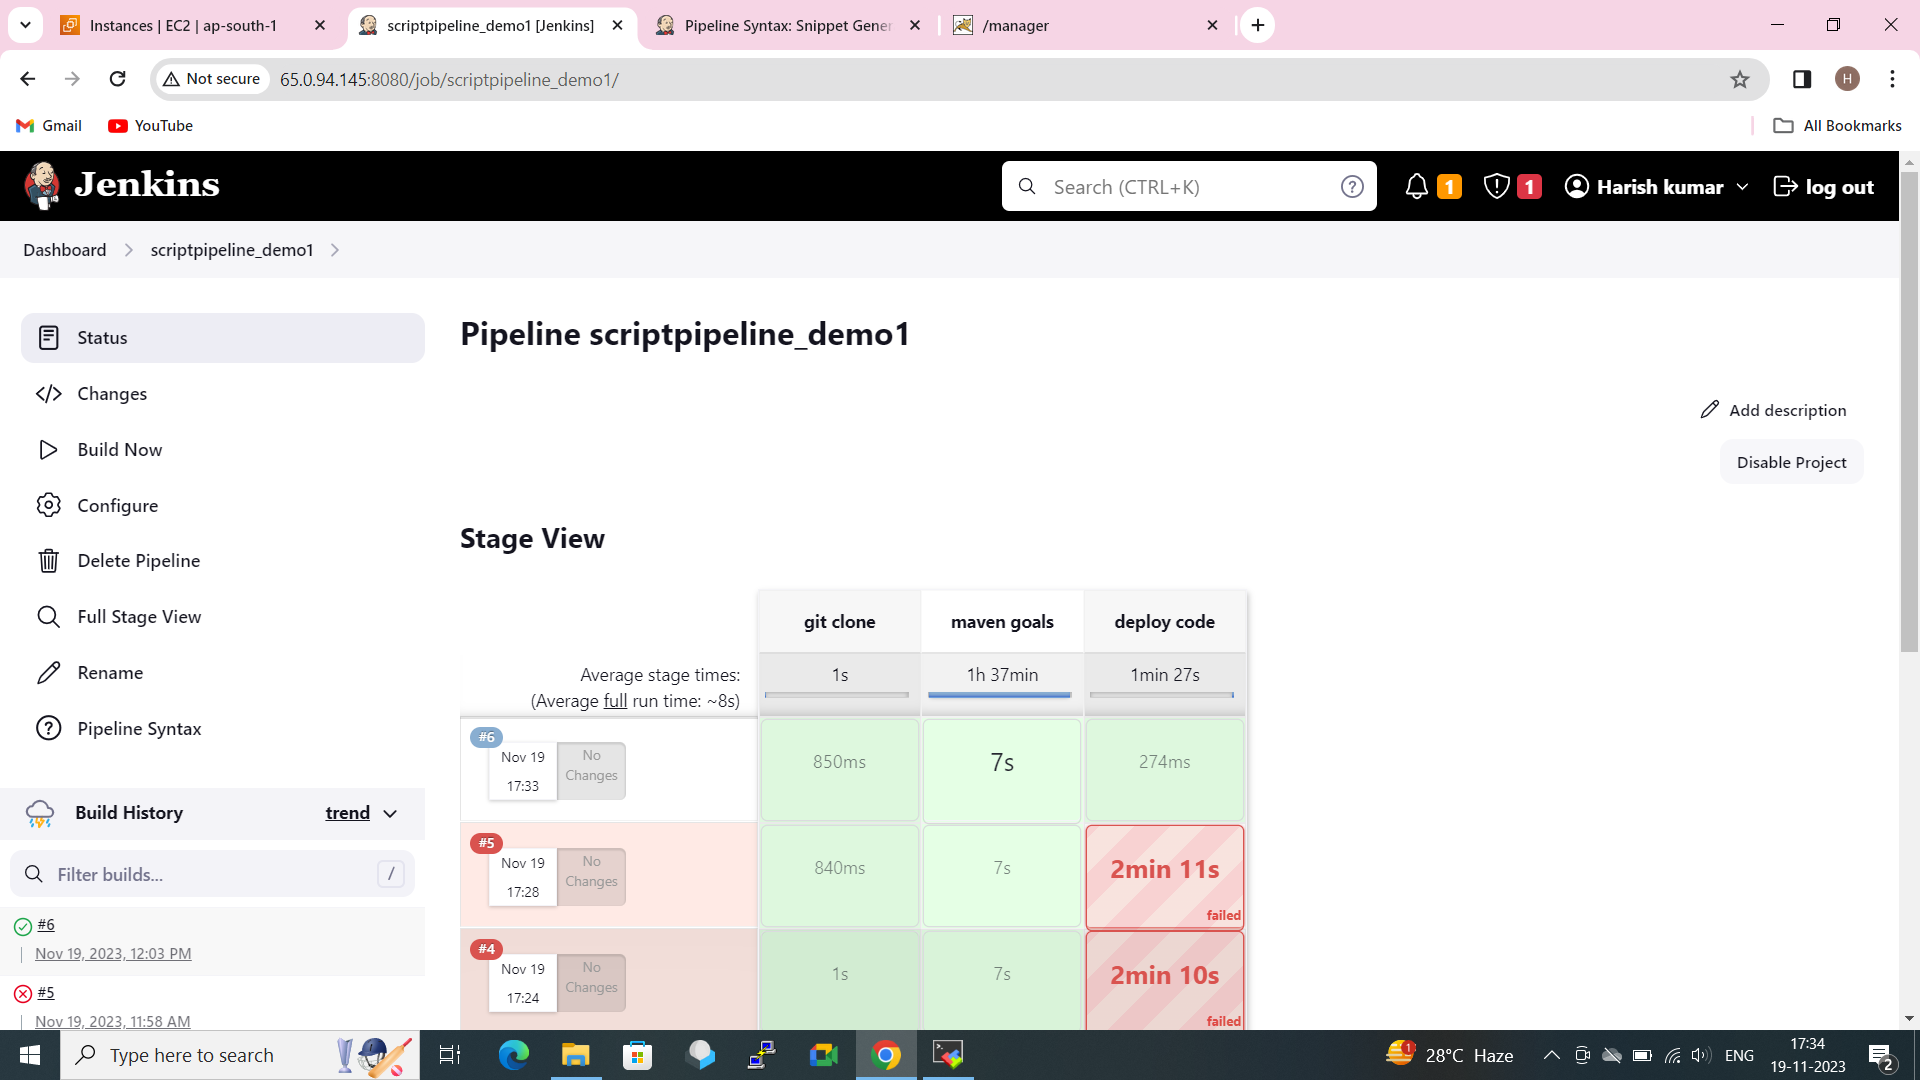 Instances | EC2 | ap-south-1
scriptpipeline_demo1 [Jenkins]
Pipeline Syntax: Snippet Gener
/manager
Not secure
65.0.94.145:8080/job/scriptpipeline_demo1/
H
Gmail
YouTube
All Bookmarks
Jenkins
Search (CTRL+K)
1
1
Harish kumar
log out
Dashboard
scriptpipeline_demo1
Status
Changes
Build Now
Configure
Delete Pipeline
Full Stage View
Rename
Pipeline Syntax
Build History
trend
Filter builds...
/
#6
Nov 19, 2023, 12:03 PM
#5
Nov 19, 2023, 11:58 AM
Pipeline scriptpipeline_demo1
Add description
Disable Project
Stage View
git clone
maven goals
deploy code
Average stage times:
(Average full run time: ~8s)
1s
1h 37min
1min 27s
#6
Nov 19
17:33
No
Changes
850ms
7s
274ms
#5
Nov 19
17:28
No
Changes
840ms
7s
2min 11s
failed
#4
Nov 19
17:24
No
Changes
1s
7s
2min 10s
failed
Type here to search
1
28°C Haze
ENG
17:34
19-11-2023
2